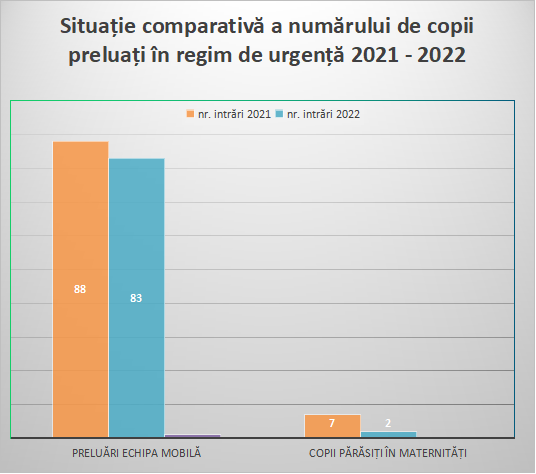 Situație comparativă a numărului de copii
preluați în regim de urgență 2021 - 2022
nr. intrări 2021 nr. intrări 2022
88
83
7
2
PRELUĂRI ECHIPA MOBILĂ
COPII PĂRĂSIȚI ÎN MATERNITĂȚI